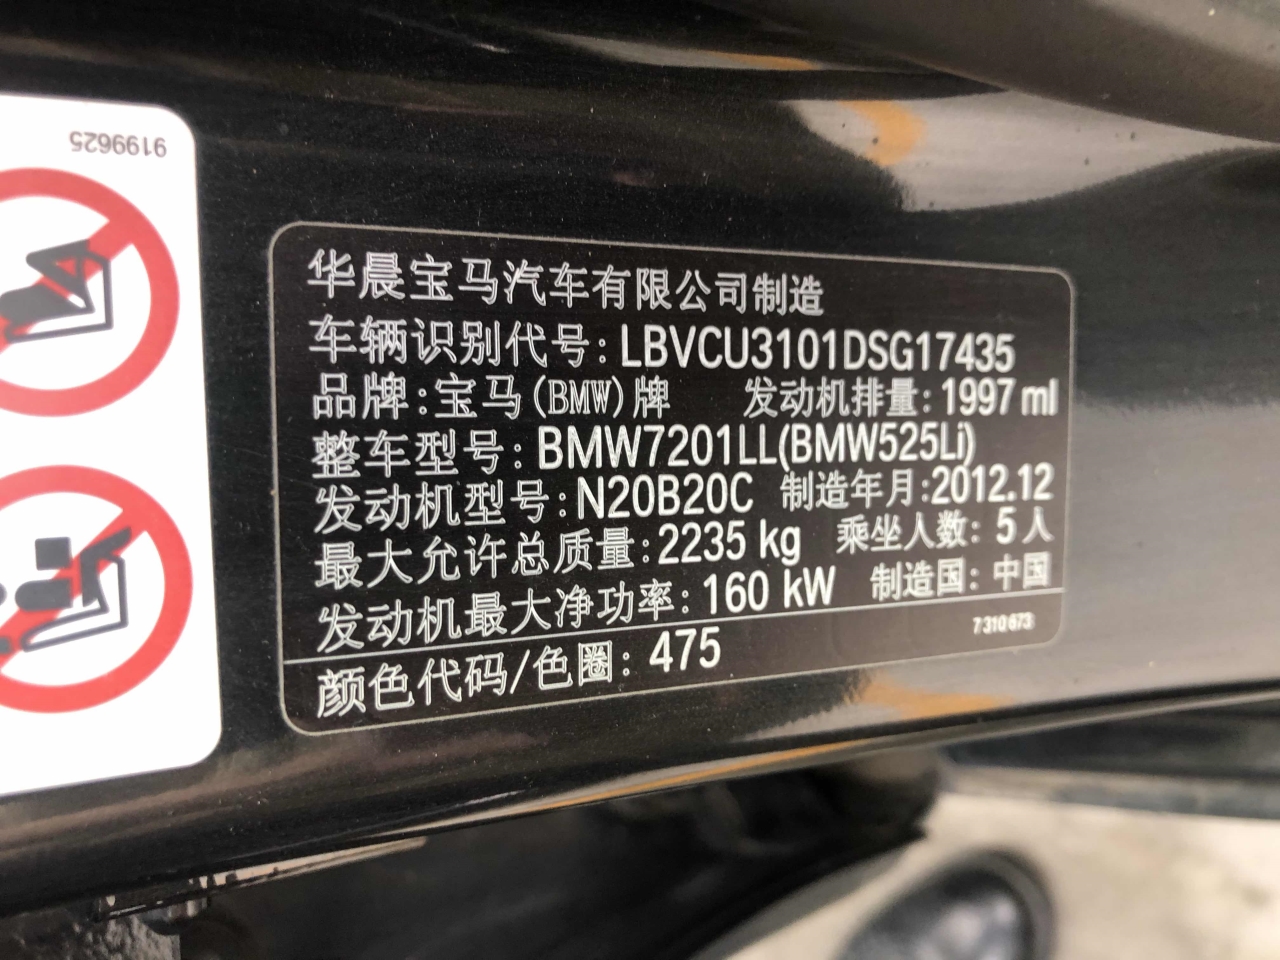 9199625
华晨宝马汽车有限公司制造
车辆识别代号: LBVCU3101DSG17435
品牌: 宝马(BMW)牌 发动机排量: 1997 ml
整车型号: BMW7201LL(BMW525Li)
发动机型号: N20B20C 制造年月: 2012.12
最大允许总质量: 2235 kg 乘坐人数: 5人
发动机最大净功率: 160 kW 制造国: 中国
7310673
颜色代码/色圈: 475